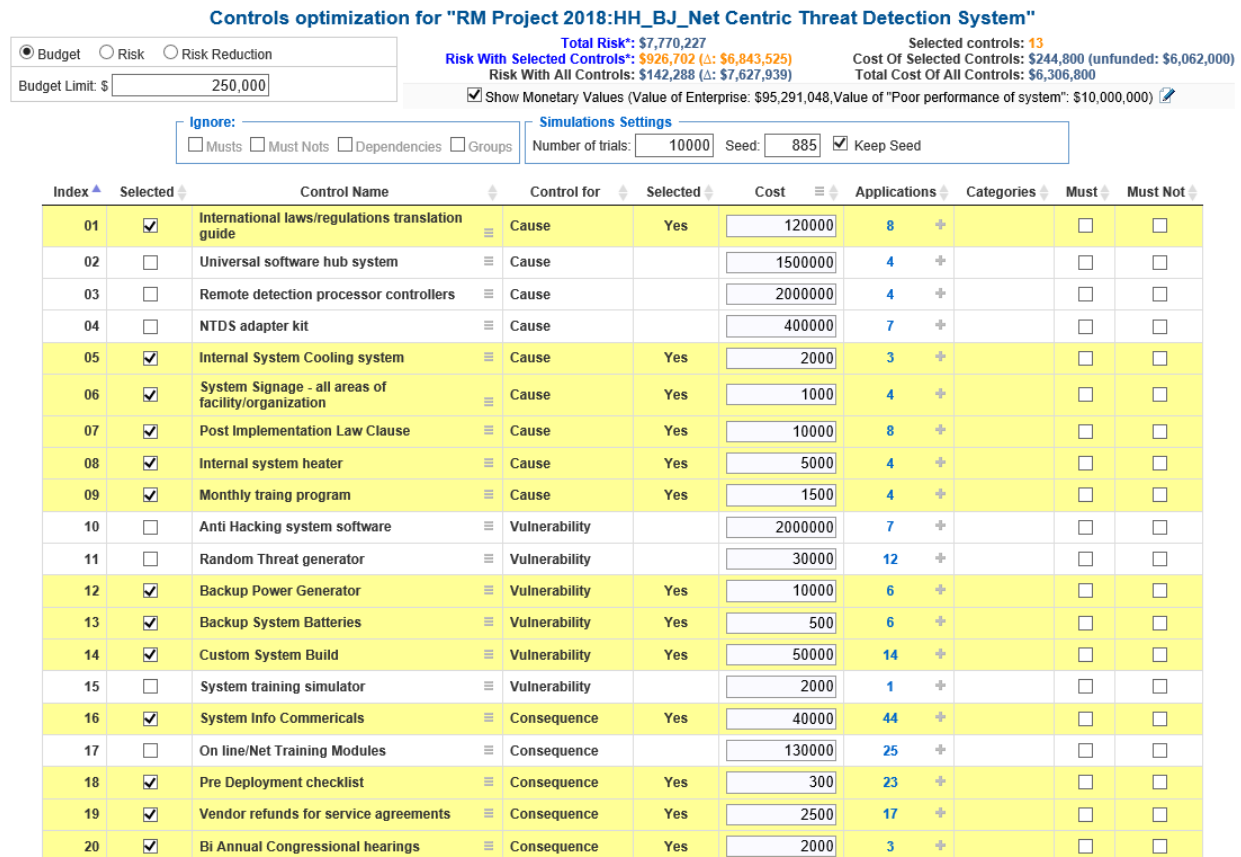 Controls optimization for "RM Project 2018:HH_BJ_Net Centric Threat Detection System"
Budget Risk Risk Reduction
Budget Limit: $ 250,000
Total Risk*: $7,770,227
Risk With Selected Controls*: $926,702 (Δ: $6,843,525)
Risk With All Controls: $142,288 (Δ: $7,627,939)
Selected controls: 13
Cost Of Selected Controls: $244,800 (unfunded: $6,062,000)
Total Cost Of All Controls: $6,306,800
Show Monetary Values (Value of Enterprise: $95,291,048,Value of "Poor performance of system": $10,000,000)
Ignore:
Musts Must Nots Dependencies Groups
Simulations Settings
Number of trials: 10000 Seed: 885 Keep Seed
Index Selected Control Name Control for Selected Cost Applications Categories Must Must Not
01 International laws/regulations translation guide Cause Yes 120000 8
02 Universal software hub system Cause 1500000 4
03 Remote detection processor controllers Cause 2000000 4
04 NTDS adapter kit Cause 400000 7
05 Internal System Cooling system Cause Yes 2000 3
06 System Signage - all areas of facility/organization Cause Yes 1000 4
07 Post Implementation Law Clause Cause Yes 10000 8
08 Internal system heater Cause Yes 5000 4
09 Monthly traing program Cause Yes 1500 4
10 Anti Hacking system software Vulnerability 2000000 7
11 Random Threat generator Vulnerability 30000 12
12 Backup Power Generator Vulnerability Yes 10000 6
13 Backup System Batteries Vulnerability Yes 500 6
14 Custom System Build Vulnerability Yes 50000 14
15 System training simulator Vulnerability 2000 1
16 System Info Commericals Consequence Yes 40000 44
17 On line/Net Training Modules Consequence 130000 25
18 Pre Deployment checklist Consequence Yes 300 23
19 Vendor refunds for service agreements Consequence Yes 2500 17
20 Bi Annual Congressional hearings Consequence Yes 2000 3